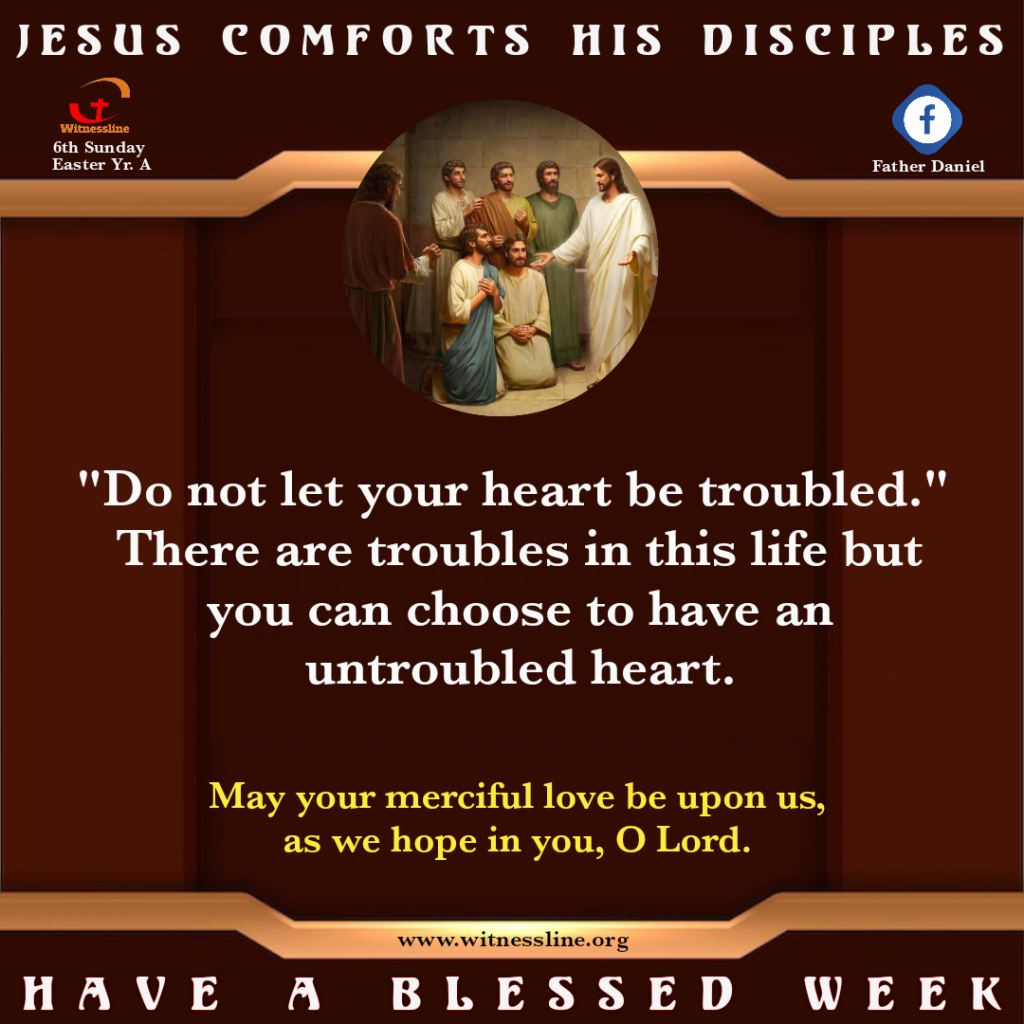 JESUS COMFORTS HIS DISCIPLES
Witnessline
6th Sunday
Easter Yr. A
f
Father Daniel
"Do not let your heart be troubled."
There are troubles in this life but
you can choose to have an
untroubled heart.
May your merciful love be upon us,
as we hope in you, O Lord.
www.witnessline.org
HAVE A BLESSED WEEK